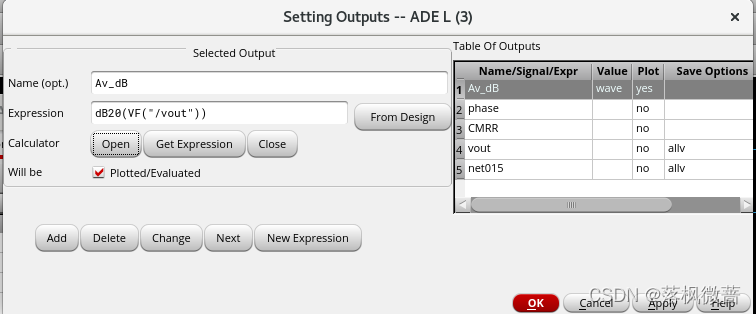 Setting Outputs -- ADE L (3)
Selected Output
Name (opt.) Av_dB
Expression dB20(VF("/vout")) From Design
Calculator Open Get Expression Close
Will be Plotted/Evaluated
Add Delete Change Next New Expression
Table Of Outputs
Name/Signal/Expr Value Plot Save Options
1 Av_dB wave yes
2 phase no
3 CMRR no
4 vout no allv
5 net015 no allv
OK Cancel Apply Help
CSDN @落枫微蔷